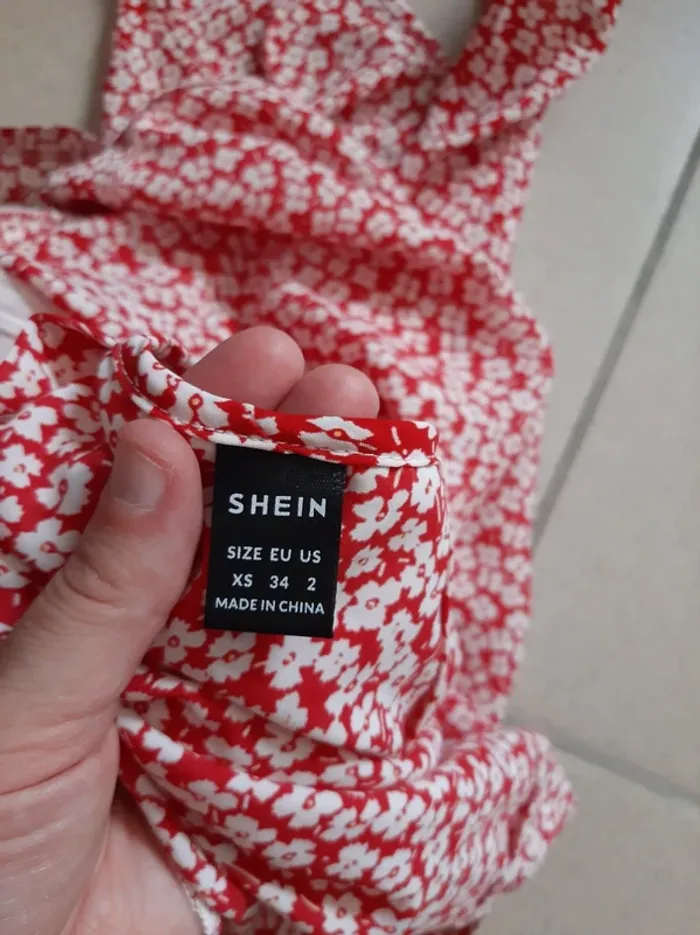 SHEIN
SIZE EU US
XS 34 2
MADE IN CHINA